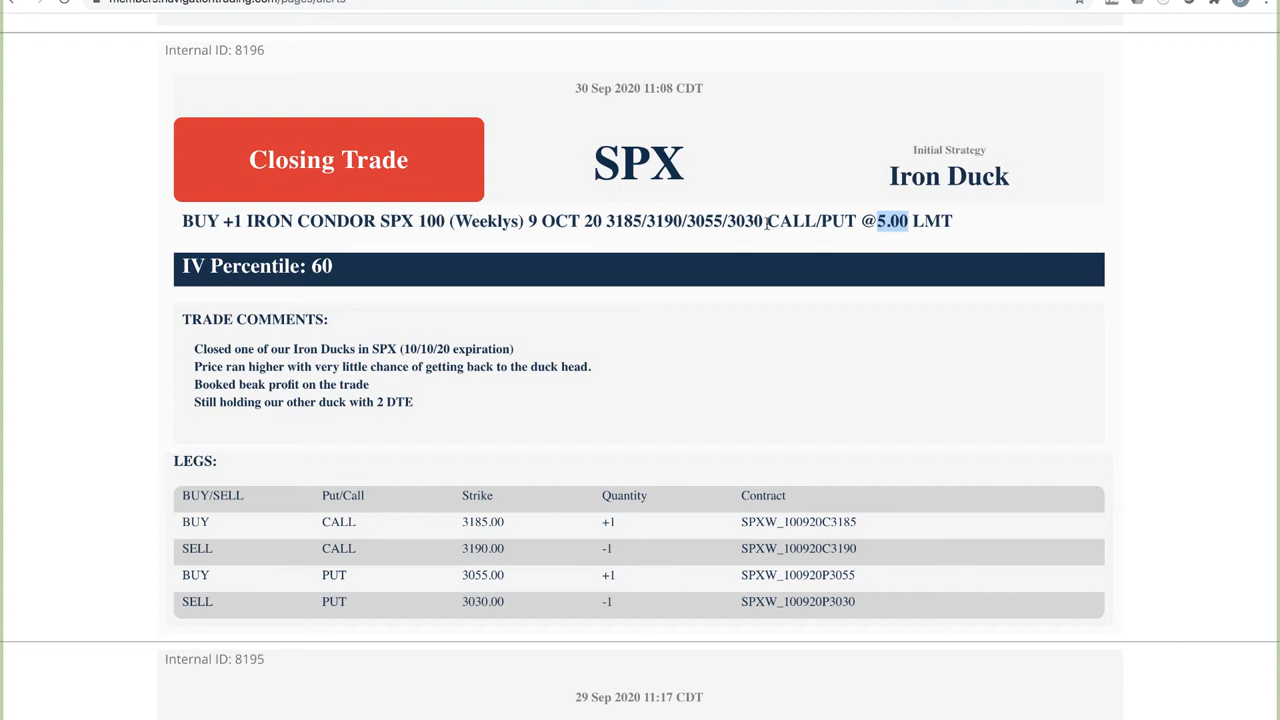 members.navigationtrading.com/pages/alerts
Internal ID: 8196
30 Sep 2020 11:08 CDT
Closing Trade
SPX
Initial Strategy
Iron Duck
BUY +1 IRON CONDOR SPX 100 (Weeklys) 9 OCT 20 3185/3190/3055/3030 CALL/PUT @5.00 LMT
IV Percentile: 60
TRADE COMMENTS:
Closed one of our Iron Ducks in SPX (10/10/20 expiration)
Price ran higher with very little chance of getting back to the duck head.
Booked beak profit on the trade
Still holding our other duck with 2 DTE
LEGS:
BUY/SELL Put/Call Strike Quantity Contract
BUY CALL 3185.00 +1 SPXW_100920C3185
SELL CALL 3190.00 -1 SPXW_100920C3190
BUY PUT 3055.00 +1 SPXW_100920P3055
SELL PUT 3030.00 -1 SPXW_100920P3030
Internal ID: 8195
29 Sep 2020 11:17 CDT